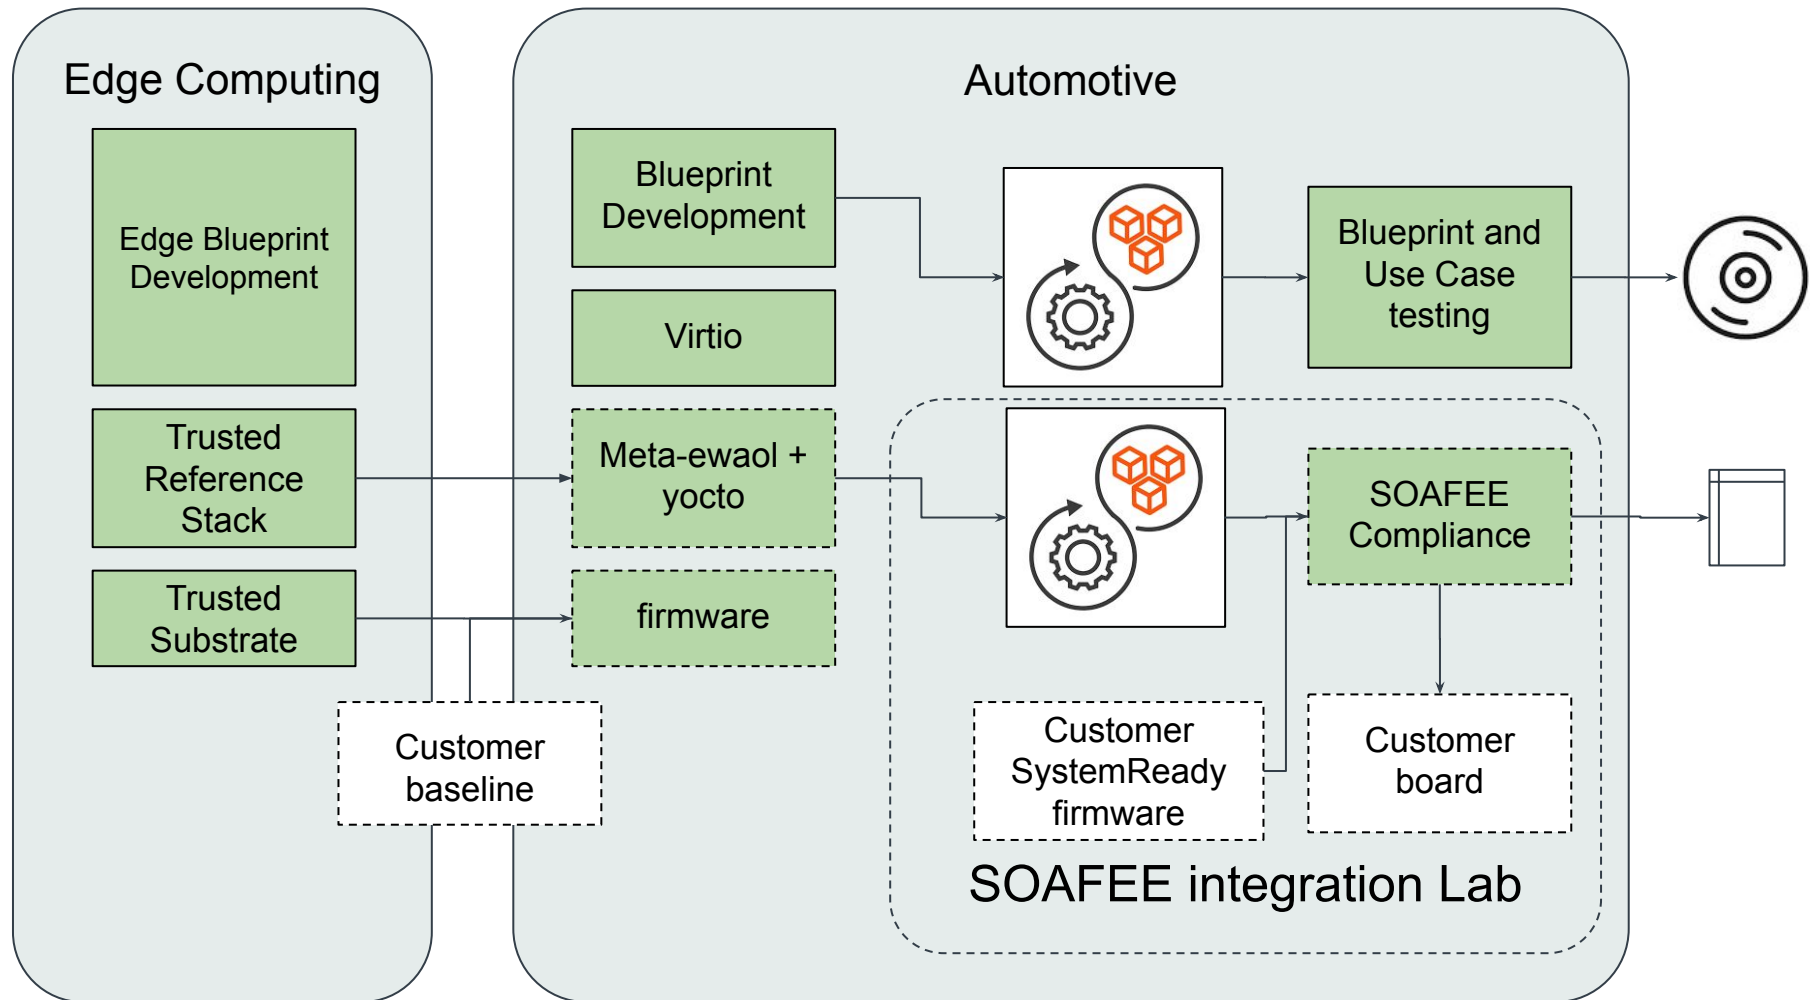 Edge Computing
Edge Blueprint
Development
Trusted
Reference
Stack
Trusted
Substrate
Customer
baseline
Automotive
Blueprint
Development
Virtio
Meta-ewaol +
yocto
firmware
Blueprint and
Use Case
testing
SOAFEE
Compliance
Customer
SystemReady
firmware
Customer
board
SOAFEE integration Lab